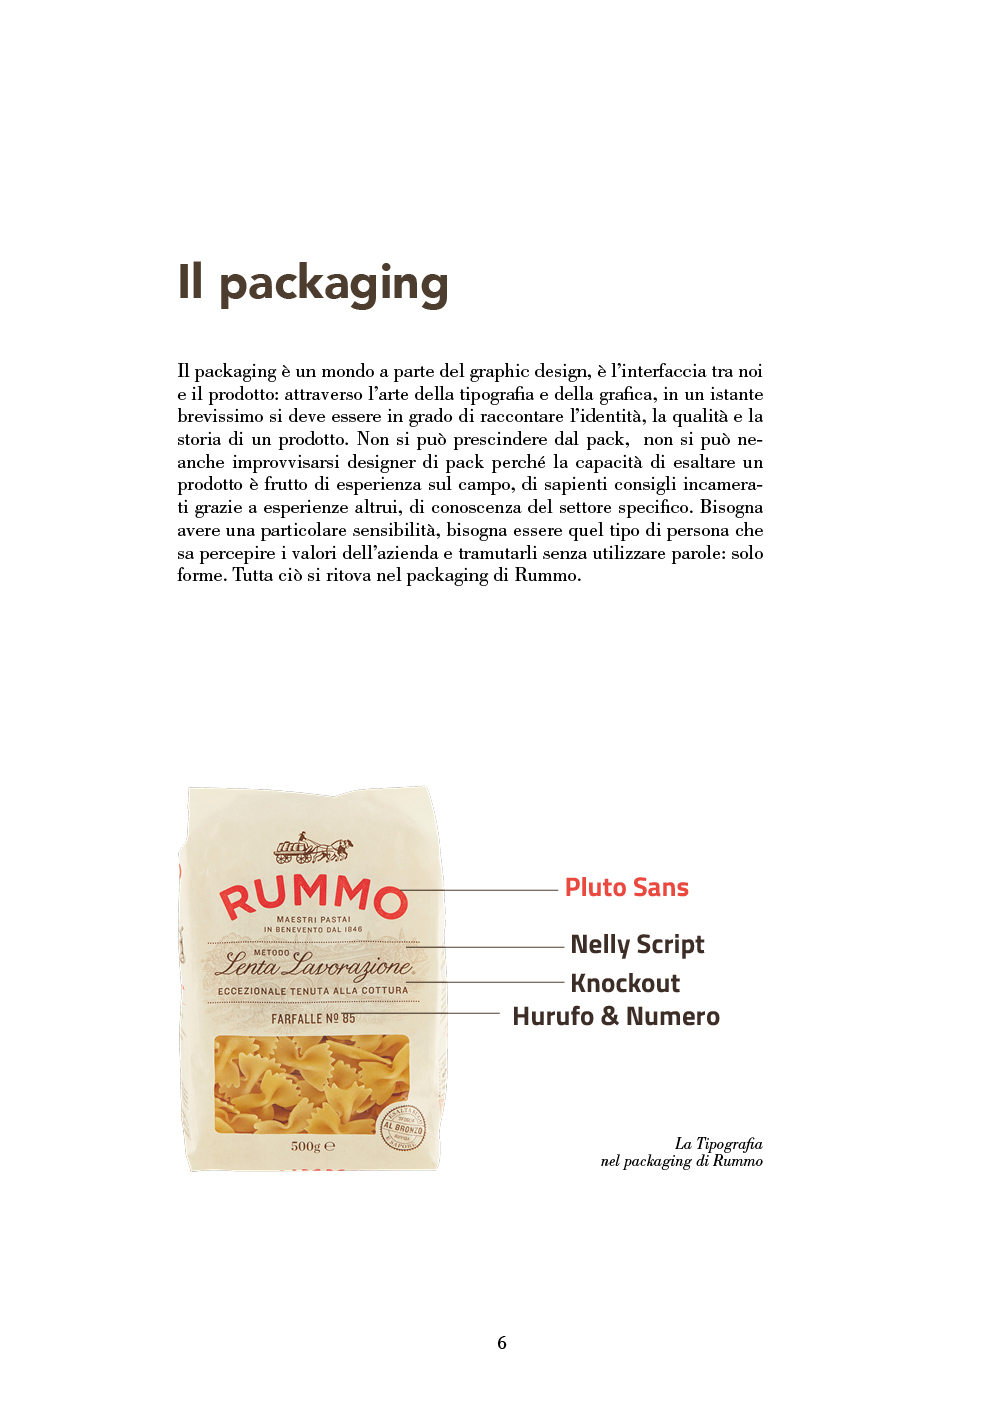 Il packaging
Il packaging è un mondo a parte del graphic design, è l’interfaccia tra noi
e il prodotto: attraverso l’arte della tipografia e della grafica, in un istante
brevissimo si deve essere in grado di raccontare l’identità, la qualità e la
storia di un prodotto. Non si può prescindere dal pack,  non si può ne-
anche improvvisarsi designer di pack perché la capacità di esaltare un
prodotto è frutto di esperienza sul campo, di sapienti consigli incamera-
ti grazie a esperienze altrui, di conoscenza del settore specifico. Bisogna
avere una particolare sensibilità, bisogna essere quel tipo di persona che
sa percepire i valori dell’azienda e tramutarli senza utilizzare parole: solo
forme. Tutta ciò si ritova nel packaging di Rummo.
RUMMO
MAESTRI PASTAI
IN BENEVENTO DAL 1846
METODO
Lenta Lavorazione
ECCEZIONALE TENUTA ALLA COTTURA
FARFALLE Nº 85
AL BRONZO
500g ℮
Pluto Sans
Nelly Script
Knockout
Hurufo & Numero
La Tipografia
nel packaging di Rummo
6